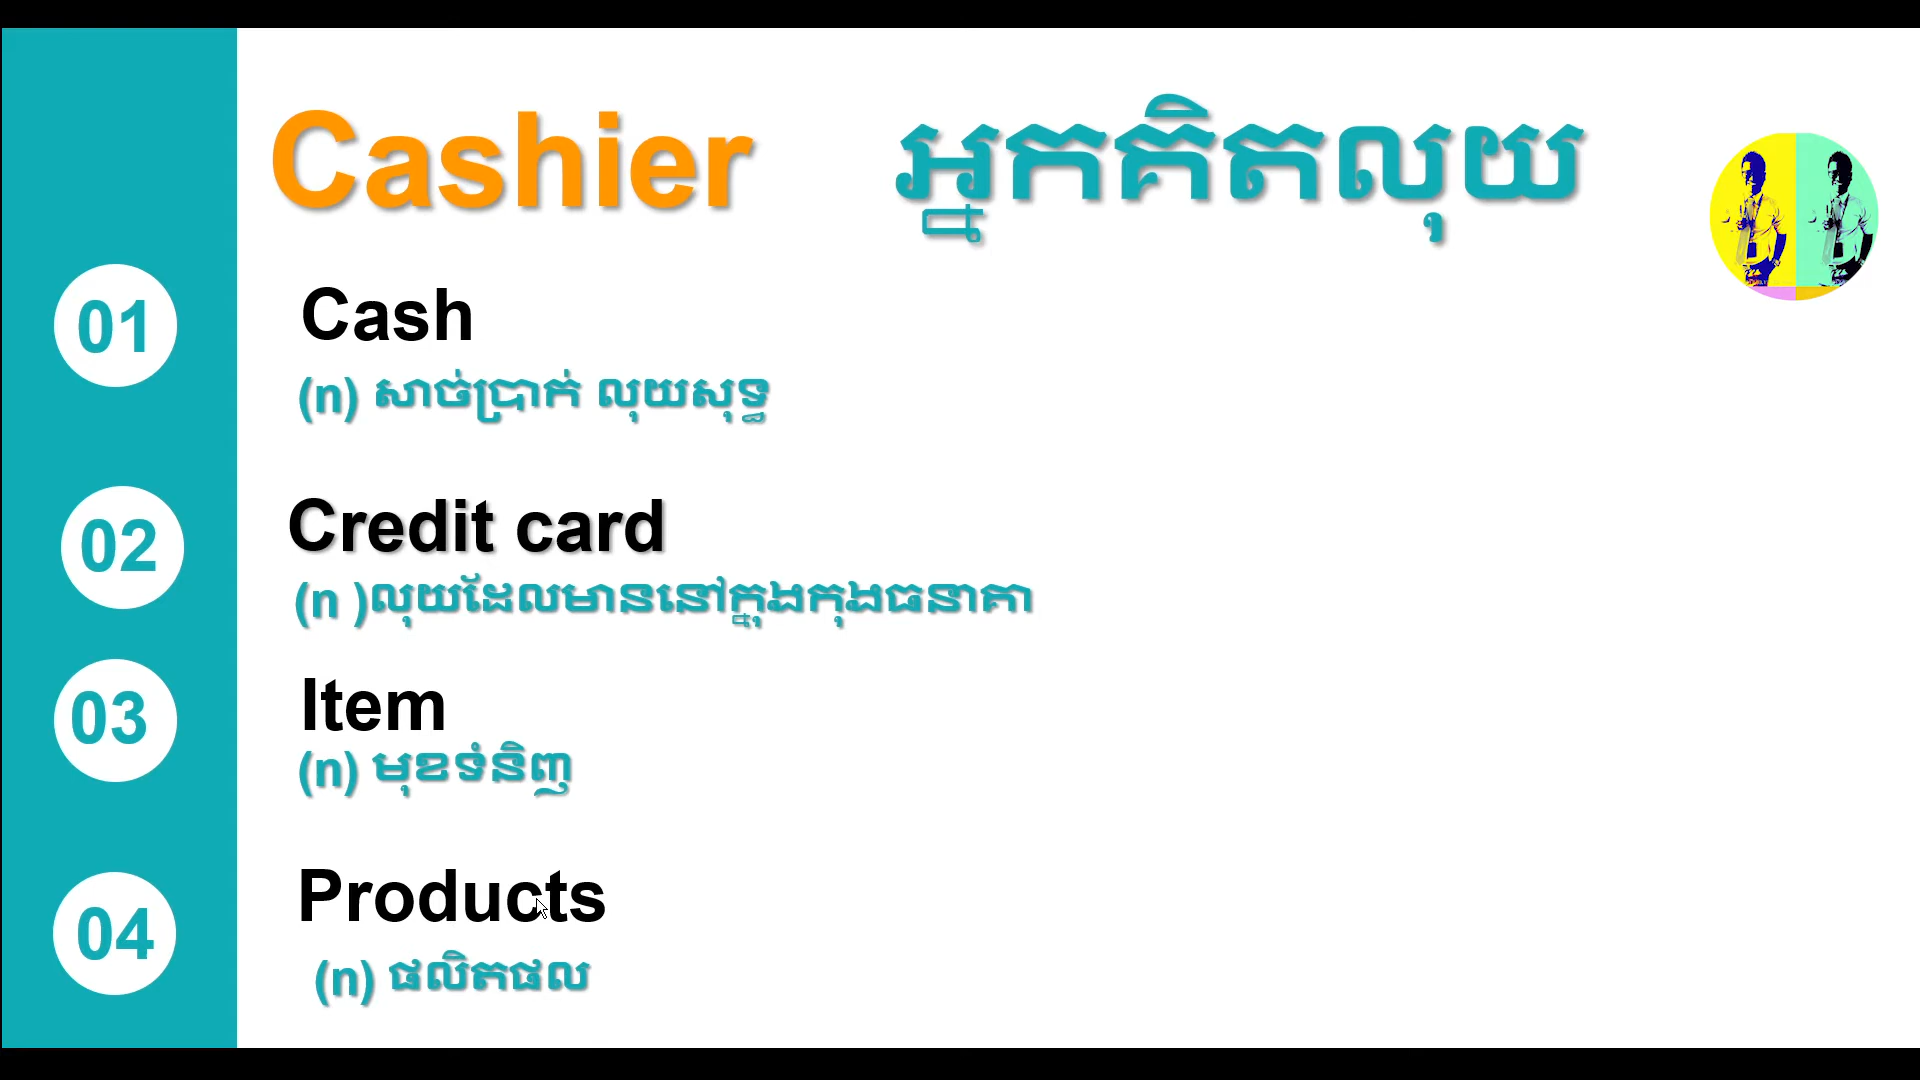 Cashier អ្នកគិតលុយ
01 Cash
(n) សាច់ប្រាក់ លុយសុទ្ធ
02 Credit card
(n )លុយដែលមាននៅក្នុងកុងធនាគា
03 Item
(n) មុខទំនិញ
04 Products
(n) ផលិតផល